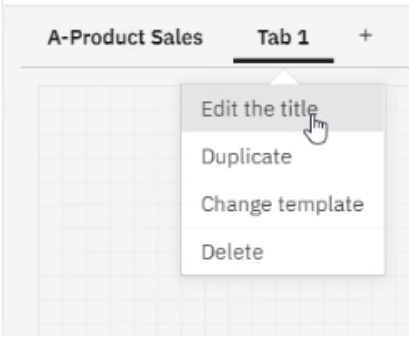 A-Product Sales Tab 1 +
Edit the title
Duplicate
Change template
Delete